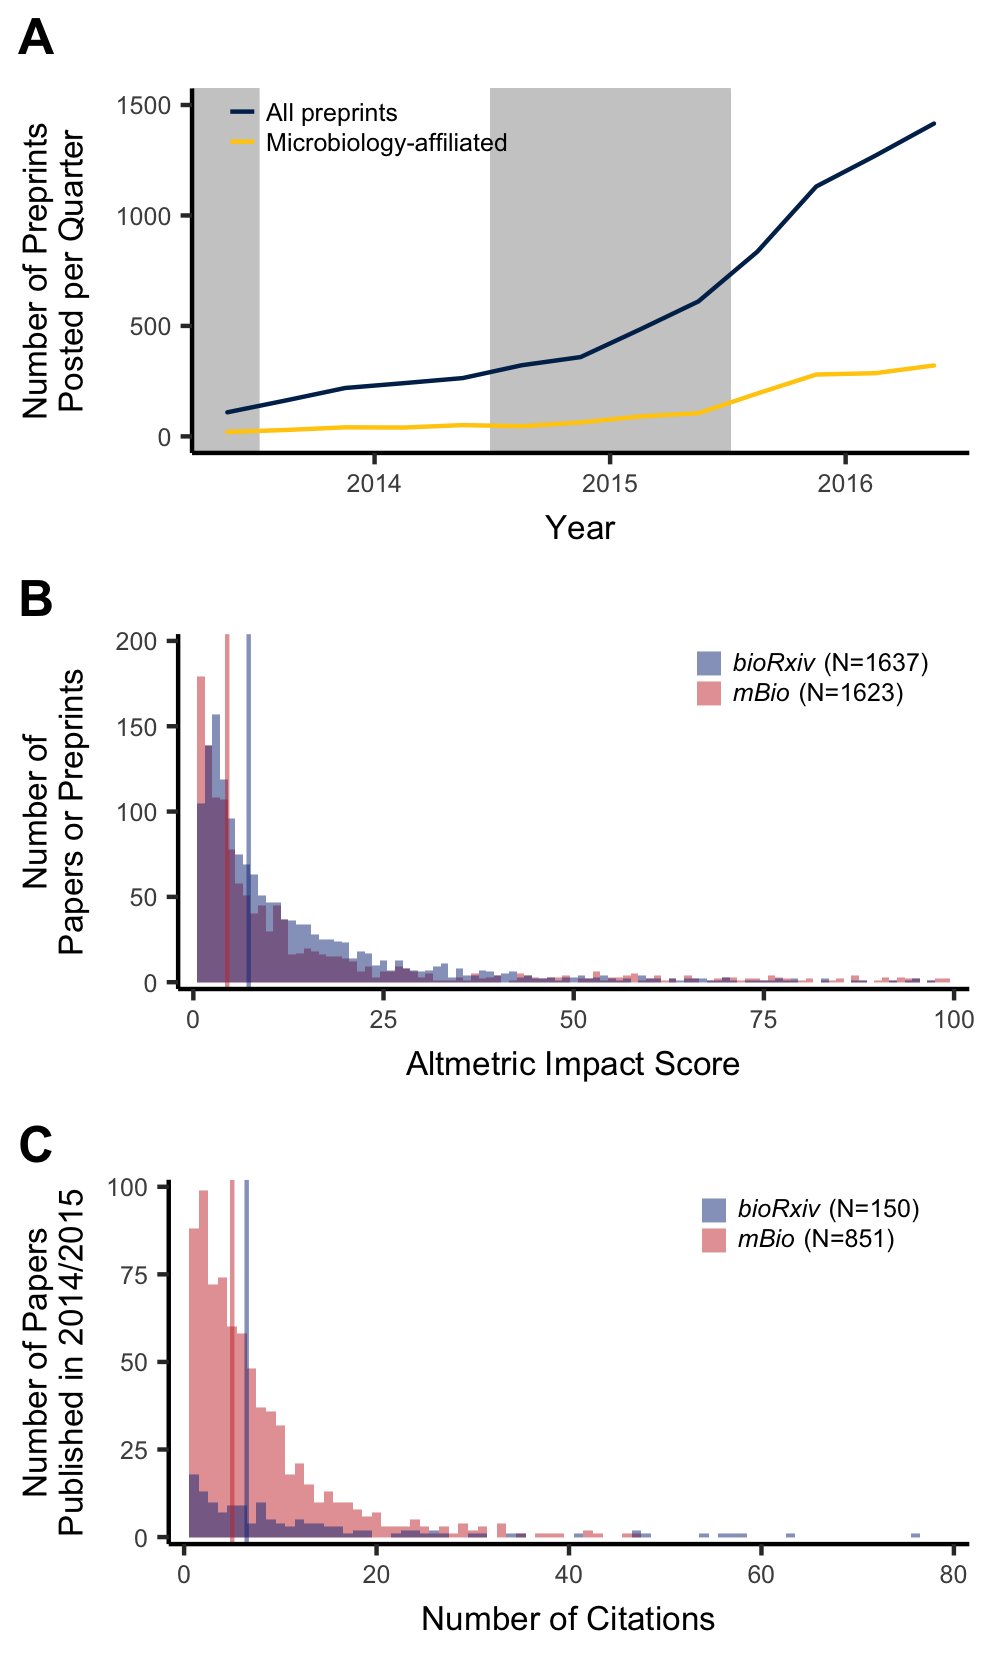 A
Number of Preprints
Posted per Quarter
1500
1000
500
0
All preprints
Microbiology-affiliated
2014
2015
2016
Year
B
Number of
Papers or Preprints
200
150
100
50
0
bioRxiv (N=1637)
mBio (N=1623)
0
25
50
75
100
Altmetric Impact Score
C
Number of Papers
Published in 2014/2015
100
75
50
25
0
bioRxiv (N=150)
mBio (N=851)
0
20
40
60
80
Number of Citations